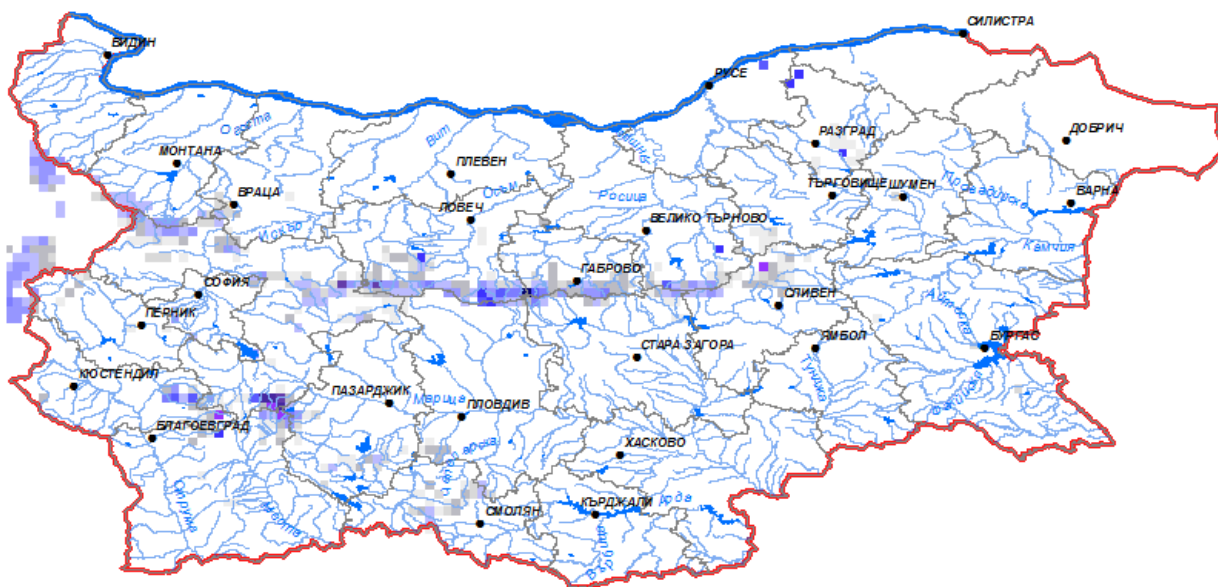 СИЛИСТРА
ВИДИН
РУСЕ
Огоста
РАЗГРАД
ДОБРИЧ
МОНТАНА
Вит
ПЛЕВЕН
ВРАЦА
Осъм
ЛОВЕЧ
Росица
ТЪРГОВИЩЕ
ШУМЕН
ВАРНА
ВЕЛИКО ТЪРНОВО
Искър
Камчия
СОФИЯ
ГАБРОВО
СЛИВЕН
ПЕРНИК
СТАРА ЗАГОРА
ЯМБОЛ
БУРГАС
КЮСТЕНДИЛ
ПАЗАРДЖИК
Марица
ПЛОВДИВ
Тунджа
БЛАГОЕВГРАД
ХАСКОВО
Струма
Места
СМОЛЯН
КЪРДЖАЛИ